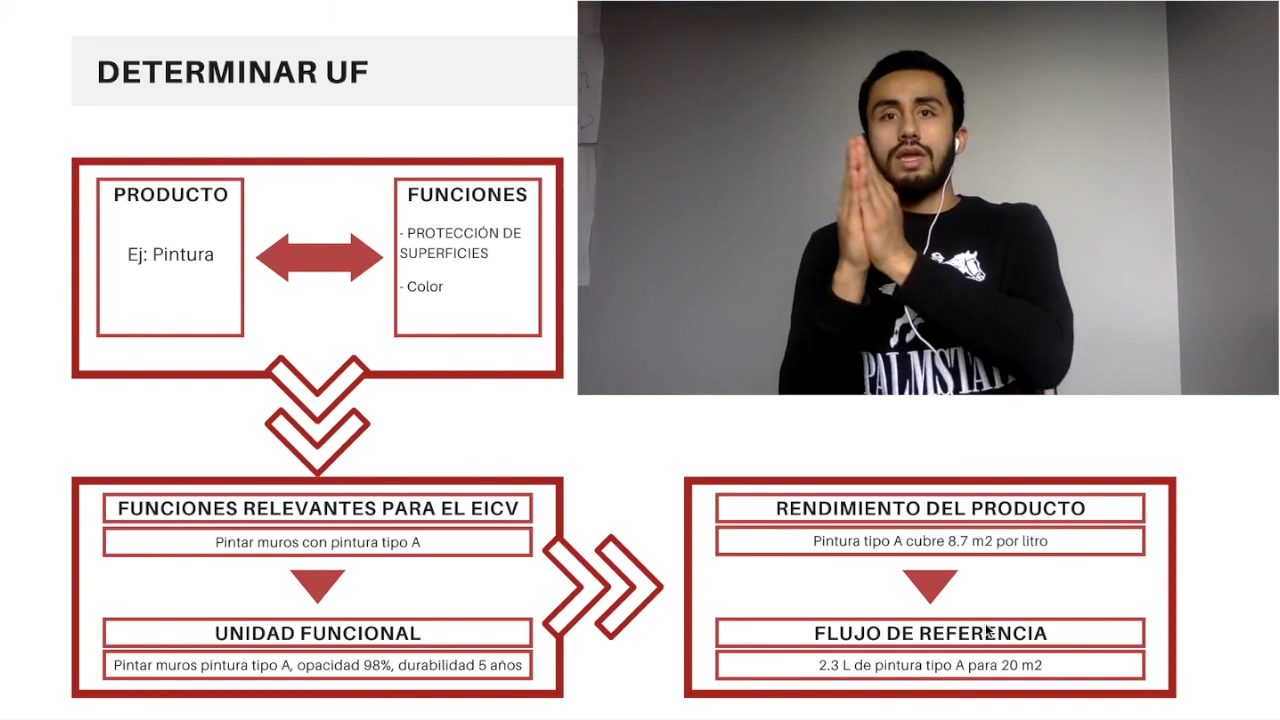 DETERMINAR UF
PRODUCTO
Ej: Pintura
FUNCIONES
- PROTECCIÓN DE
SUPERFICIES
- Color
FUNCIONES RELEVANTES PARA EL EICV
Pintar muros con pintura tipo A
UNIDAD FUNCIONAL
Pintar muros pintura tipo A, opacidad 98%, durabilidad 5 años
RENDIMIENTO DEL PRODUCTO
Pintura tipo A cubre 8.7 m2 por litro
FLUJO DE REFERENCIA
2.3 L de pintura tipo A para 20 m2